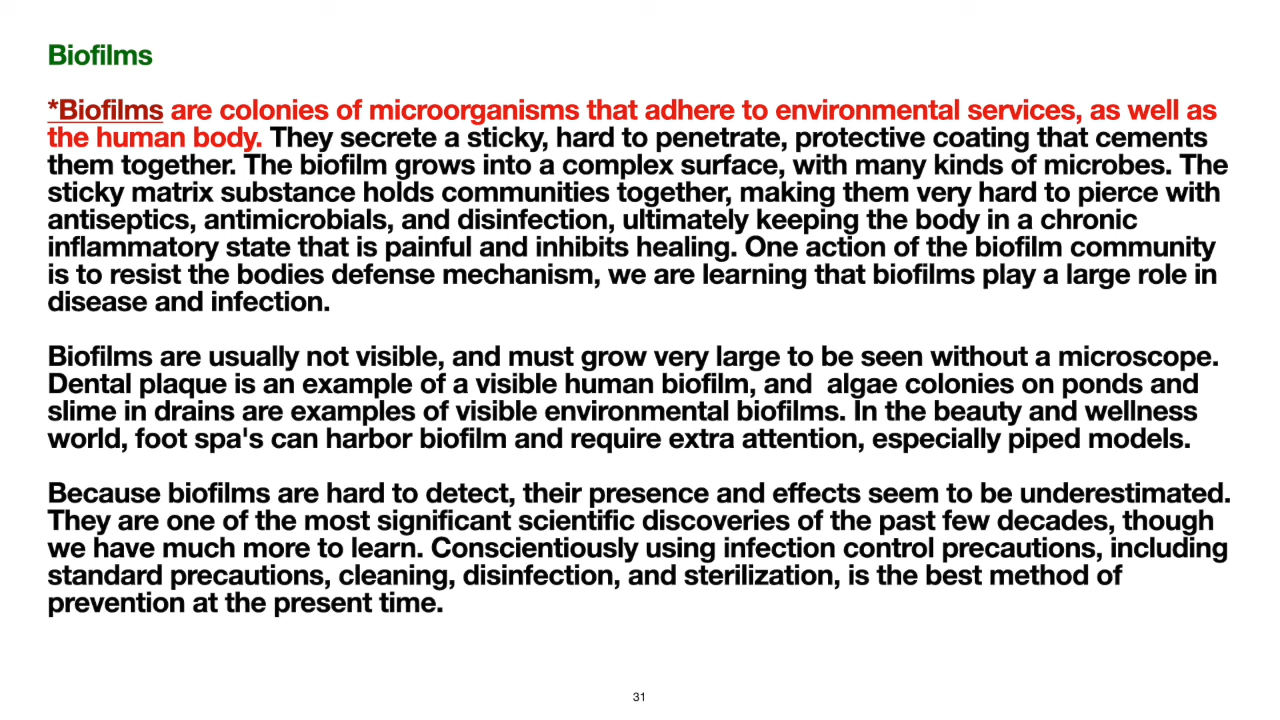 Biofilms
*Biofilms are colonies of microorganisms that adhere to environmental services, as well as
the human body. They secrete a sticky, hard to penetrate, protective coating that cements
them together. The biofilm grows into a complex surface, with many kinds of microbes. The
sticky matrix substance holds communities together, making them very hard to pierce with
antiseptics, antimicrobials, and disinfection, ultimately keeping the body in a chronic
inflammatory state that is painful and inhibits healing. One action of the biofilm community
is to resist the bodies defense mechanism, we are learning that biofilms play a large role in
disease and infection.
Biofilms are usually not visible, and must grow very large to be seen without a microscope.
Dental plaque is an example of a visible human biofilm, and  algae colonies on ponds and
slime in drains are examples of visible environmental biofilms. In the beauty and wellness
world, foot spa's can harbor biofilm and require extra attention, especially piped models.
Because biofilms are hard to detect, their presence and effects seem to be underestimated.
They are one of the most significant scientific discoveries of the past few decades, though
we have much more to learn. Conscientiously using infection control precautions, including
standard precautions, cleaning, disinfection, and sterilization, is the best method of
prevention at the present time.
31